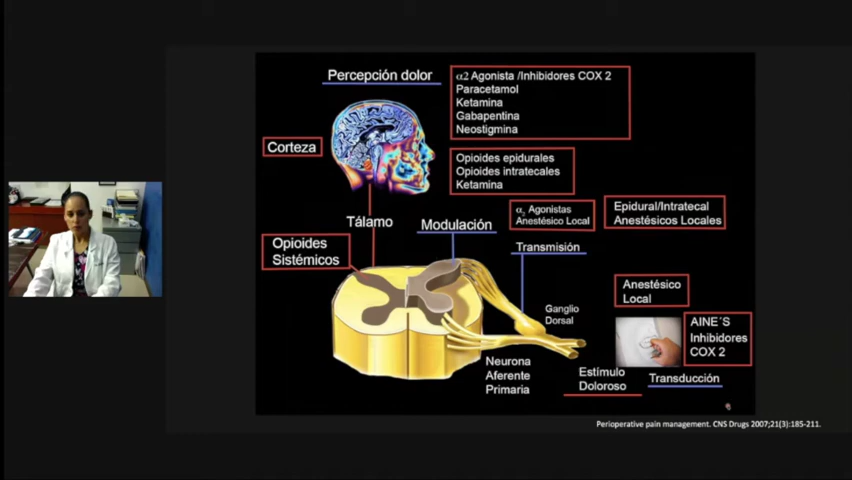 Percepción dolor
α2 Agonista /Inhibidores COX 2
Paracetamol
Ketamina
Gabapentina
Neostigmina
Corteza
Opioides epidurales
Opioides intratecales
Ketamina
Tálamo
Modulación
α, Agonistas
Anestésico Local
Epidural/Intratecal
Anestésicos Locales
Opioides
Sistémicos
Transmisión
Anestésico
Local
Ganglio
Dorsal
AINE´S
Inhibidores
COX 2
Neurona
Aferente
Primaria
Estímulo
Doloroso
Transducción
Perioperative pain management. CNS Drugs 2007;21(3):185-211.